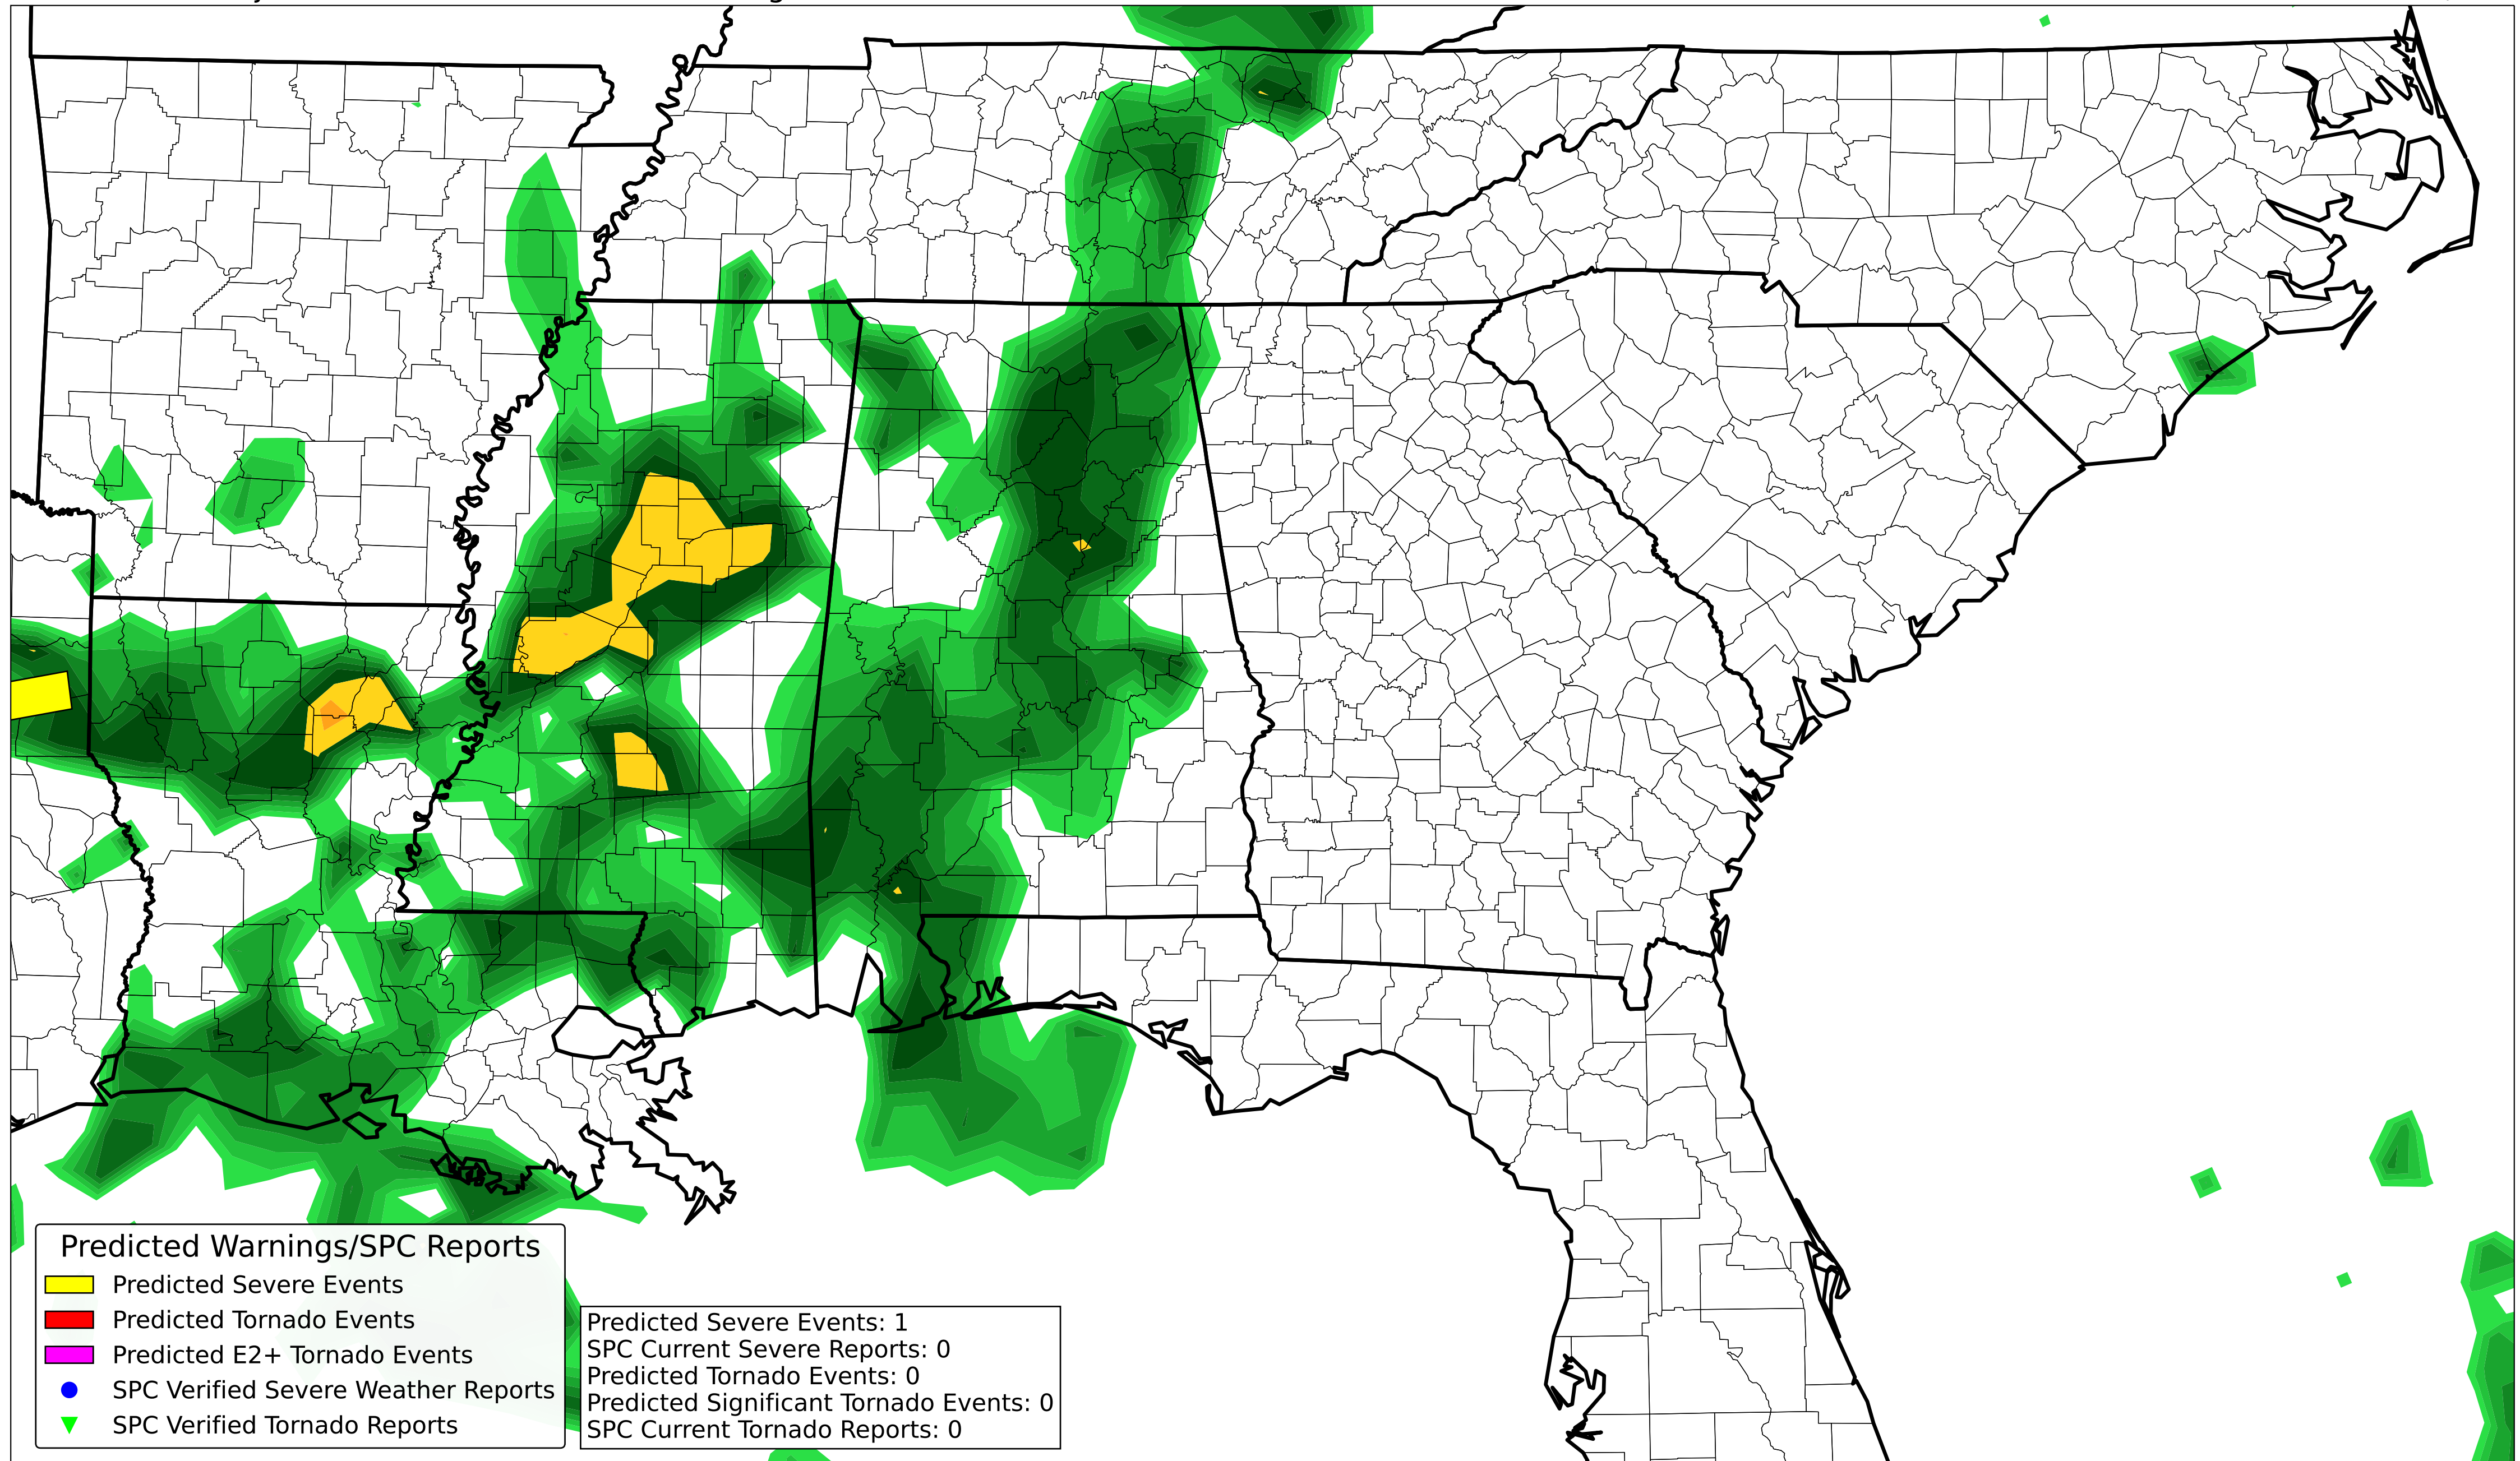 Predicted Warnings/SPC Reports
Predicted Severe Events
Predicted Tornado Events
Predicted E2+ Tornado Events
SPC Verified Severe Weather Reports
SPC Verified Tornado Reports
Predicted Severe Events: 1
SPC Current Severe Reports: 0
Predicted Tornado Events: 0
Predicted Significant Tornado Events: 0
SPC Current Tornado Reports: 0